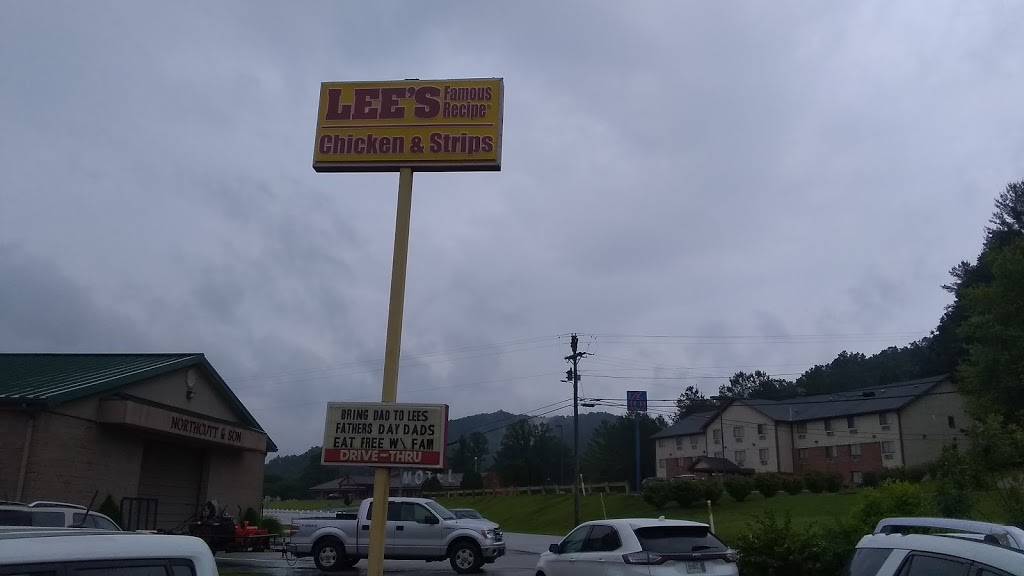 LEE'S Famous Recipe®
Chicken & Strips
BRING DAD TO LEES
FATHERS DAY DADS
EAT FREE W\ FAM
DRIVE-THRU
NORTHCUTT & SON